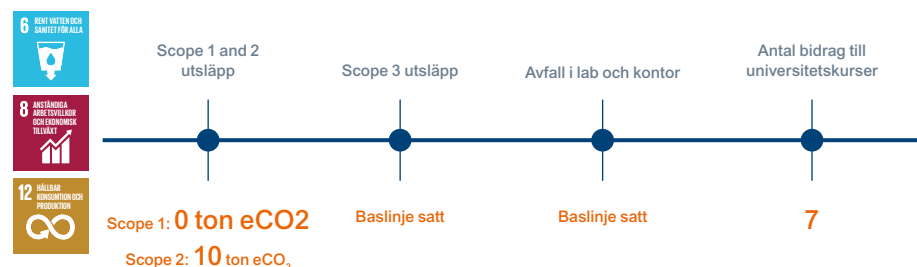 6 RENT VATTEN OCH
SANITET FÖR ALLA
8 ANSTÄNDIGA
ARBETSVILLKOR
OCH EKONOMISK
TILLVÄXT
12 HÅLLBAR
KONSUMTION OCH
PRODUKTION
Scope 1 and 2
utsläpp
Scope 3 utsläpp
Avfall i lab och kontor
Antal bidrag till
universitetskurser
Scope 1: 0 ton eCO2
Scope 2: 10 ton eCO₂
Baslinje satt
Baslinje satt
7